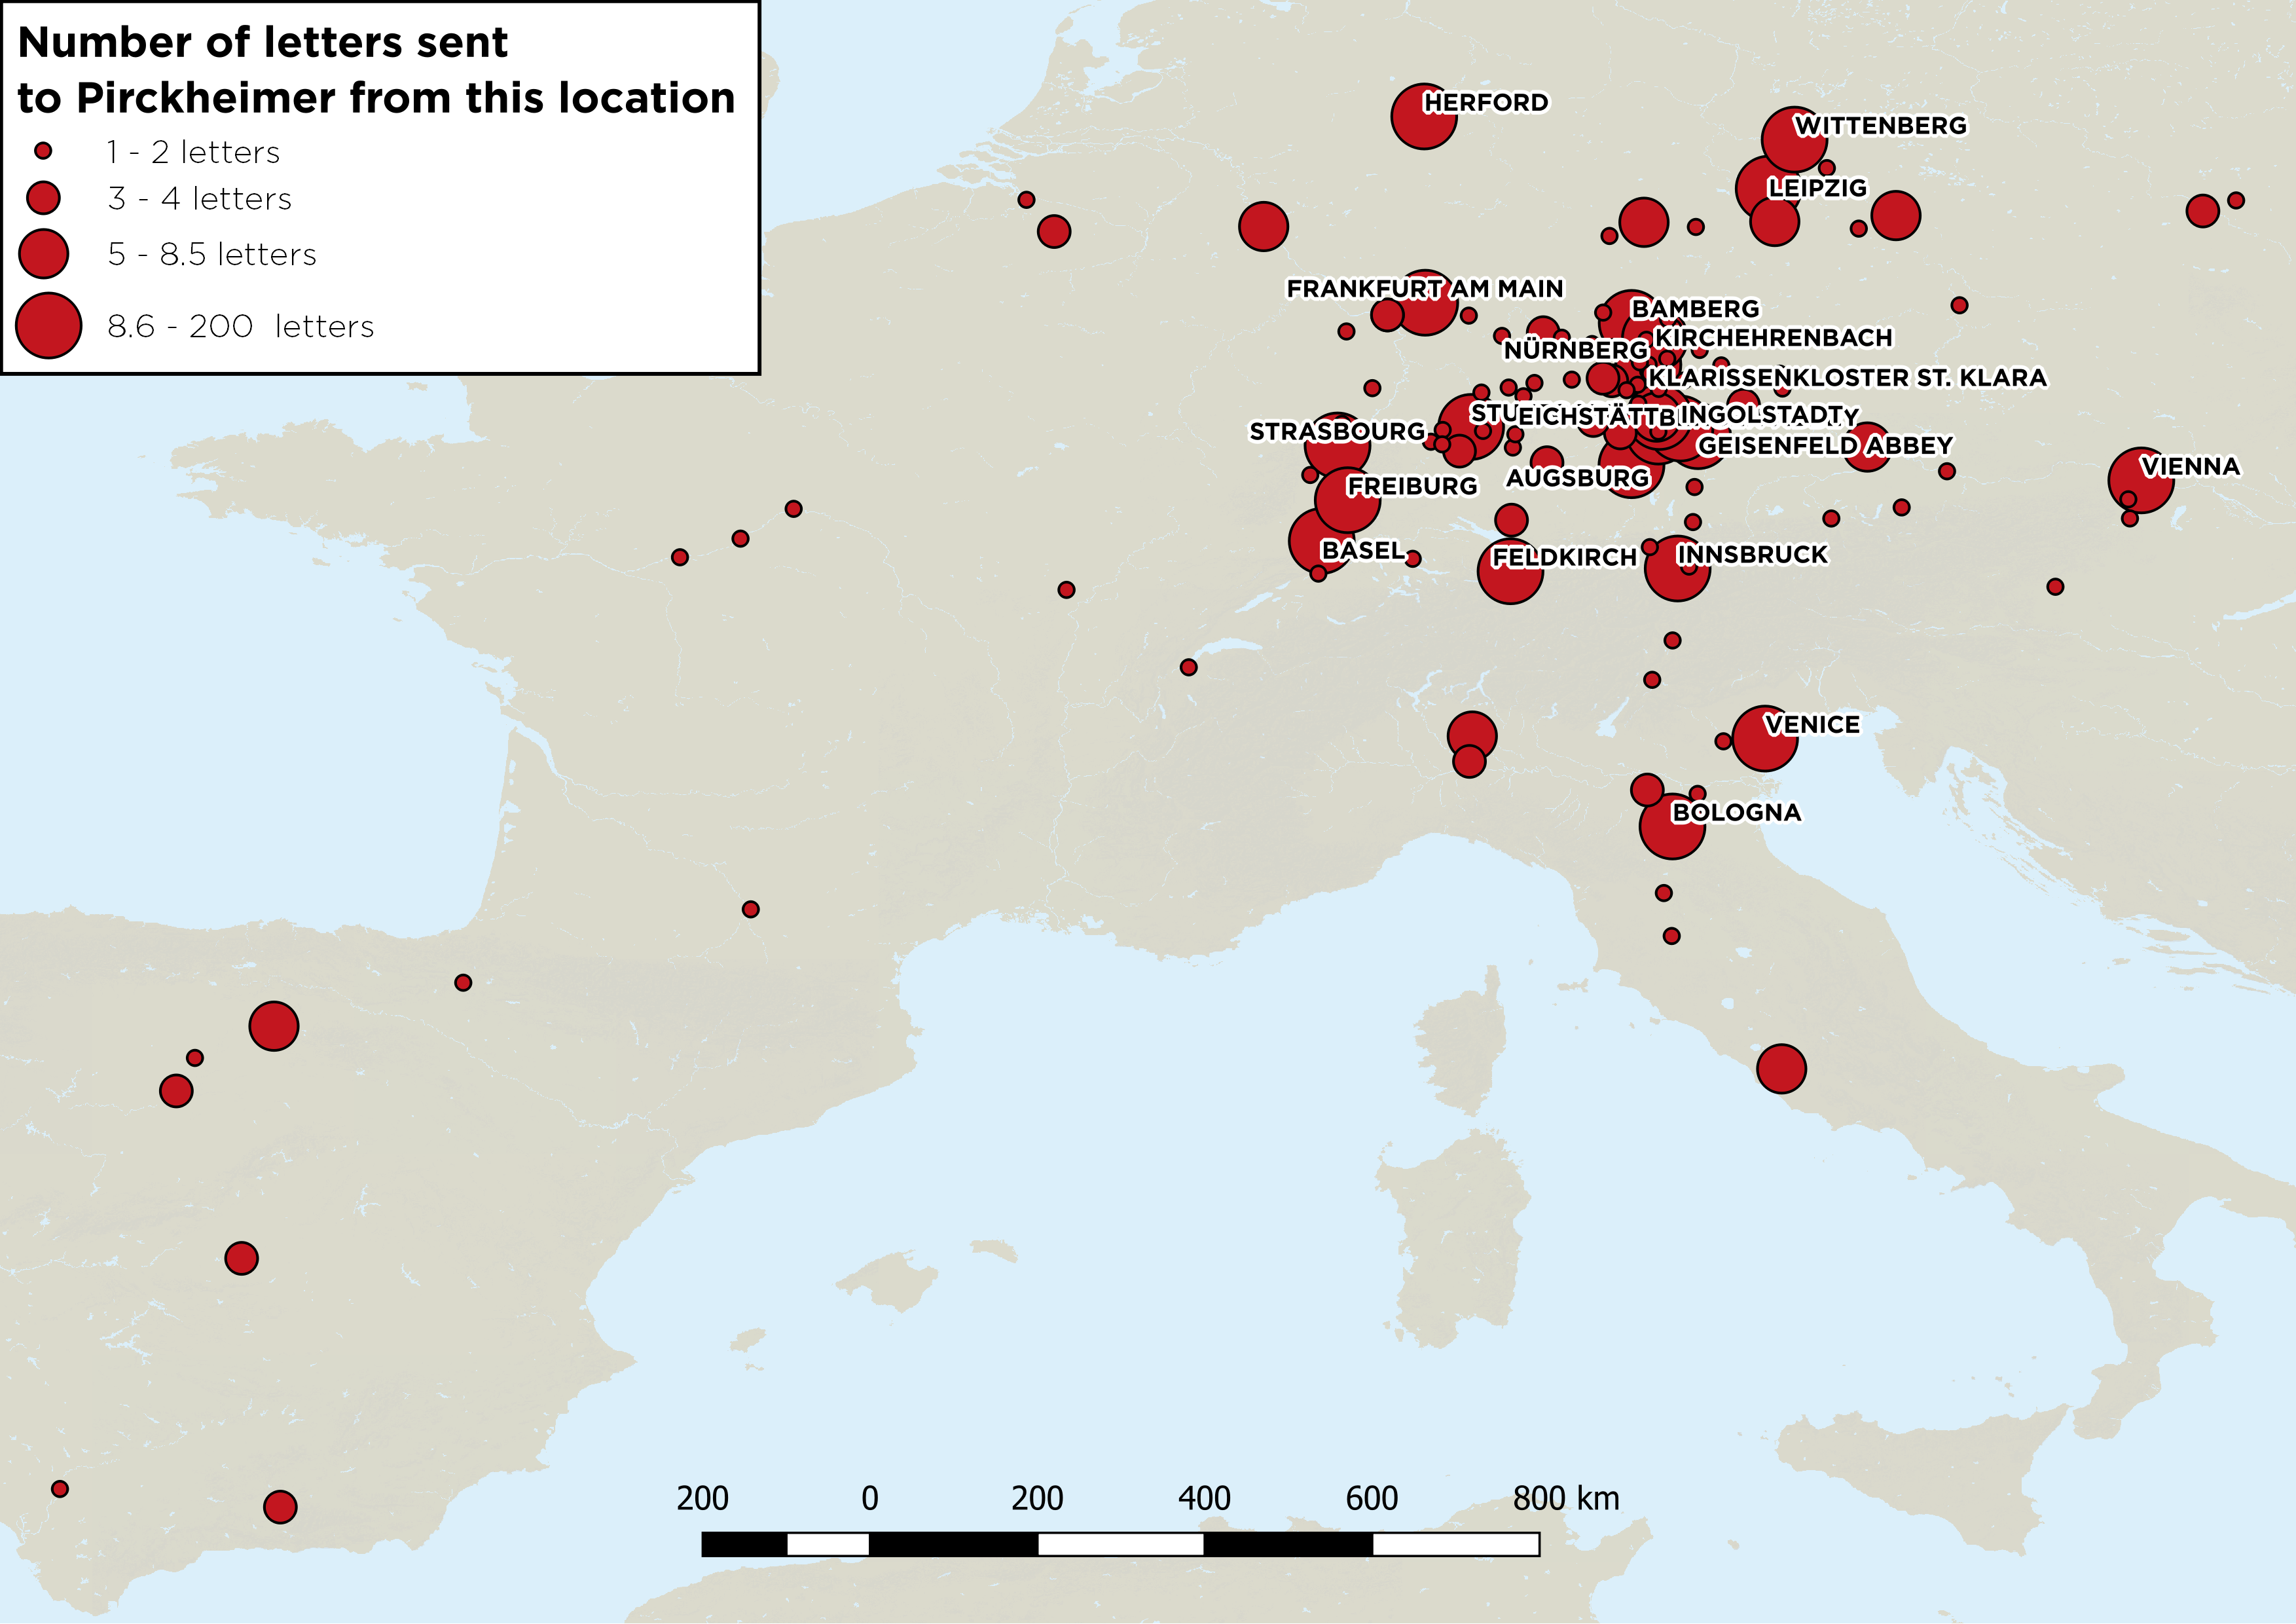 Number of letters sent
to Pirckheimer from this location
1 - 2 letters
3 - 4 letters
5 - 8.5 letters
8.6 - 200 letters
HERFORD
WITTENBERG
LEIPZIG
FRANKFURT AM MAIN
BAMBERG
KIRCHEHRENBACH
NÜRNBERG
KLARISSENKLOSTER ST. KLARA
EICHSTÄTT
INGOLSTADT
STRASBOURG
GEISENFELD ABBEY
VIENNA
AUGSBURG
FREIBURG
BASEL
FELDKIRCH
INNSBRUCK
VENICE
BOLOGNA
200 0 200 400 600 800 km